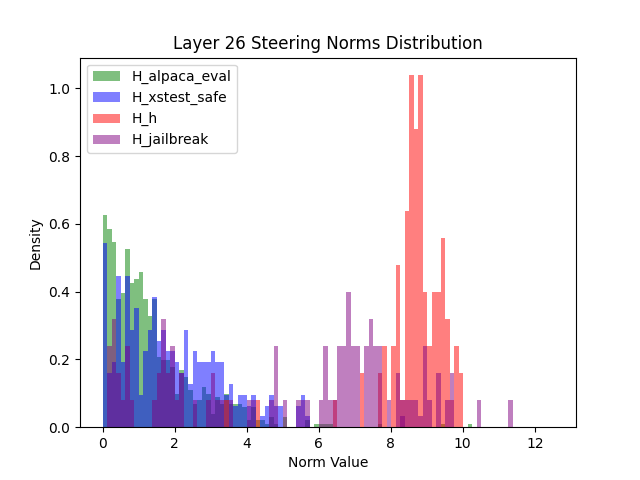 Layer 26 Steering Norms Distribution
H_alpaca_eval
H_xstest_safe
H_h
H_jailbreak
Density
1.0
0.8
0.6
0.4
0.2
0.0
0 2 4 6 8 10 12
Norm Value